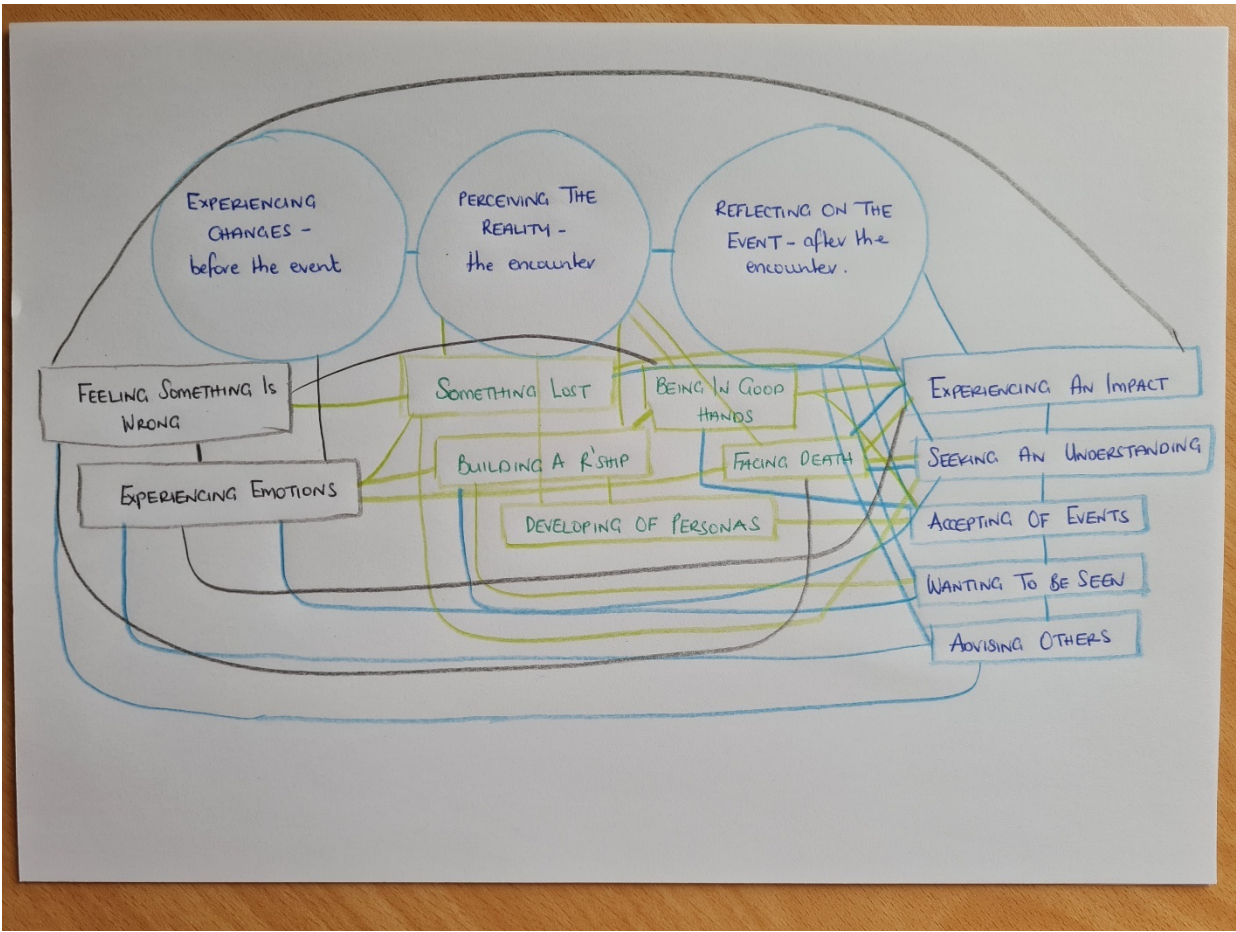 EXPERIENCING
CHANGES -
before the event
PERCEIVING THE
REALITY -
the encounter
REFLECTING ON THE
EVENT - after the
encounter.
FEELING SOMETHING IS
WRONG
EXPERIENCING EMOTIONS
SOMETHING LOST
BEING IN GOOD
HANDS
BUILDING A R'SHIP
FACING DEATH
DEVELOPING OF PERSONAS
EXPERIENCING AN IMPACT
SEEKING AN UNDERSTANDING
ACCEPTING OF EVENTS
WANTING TO BE SEEN
ADVISING OTHERS